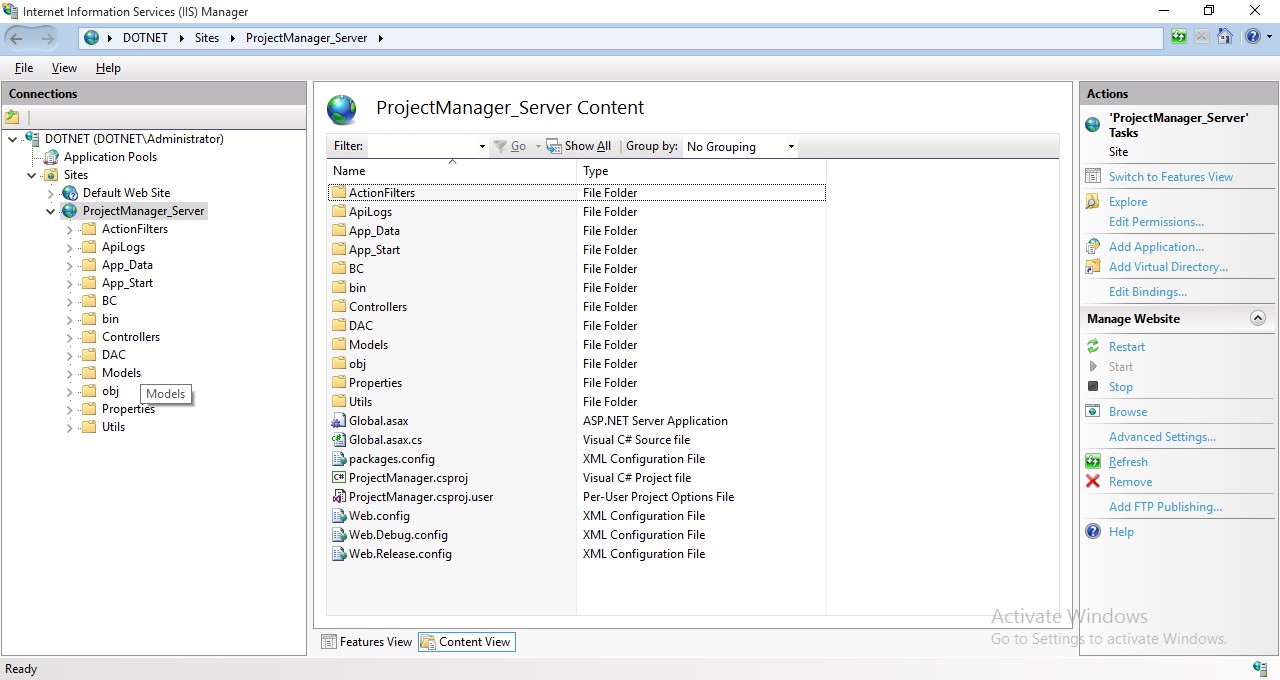 Internet Information Services (IIS) Manager
DOTNET Sites ProjectManager_Server
File View Help
Connections
DOTNET (DOTNET\Administrator)
Application Pools
Sites
Default Web Site
ProjectManager_Server
ActionFilters
ApiLogs
App_Data
App_Start
BC
bin
Controllers
DAC
Models
obj
Models
Properties
Utils
ProjectManager_Server Content
Filter: Go Show All Group by: No Grouping
Name Type
ActionFilters File Folder
ApiLogs File Folder
App_Data File Folder
App_Start File Folder
BC File Folder
bin File Folder
Controllers File Folder
DAC File Folder
Models File Folder
obj File Folder
Properties File Folder
Utils File Folder
Global.asax ASP.NET Server Application
Global.asax.cs Visual C# Source file
packages.config XML Configuration File
ProjectManager.csproj Visual C# Project file
ProjectManager.csproj.user Per-User Project Options File
Web.config XML Configuration File
Web.Debug.config XML Configuration File
Web.Release.config XML Configuration File
Features View Content View
Actions
'ProjectManager_Server'
Tasks
Site
Switch to Features View
Explore
Edit Permissions...
Add Application...
Add Virtual Directory...
Edit Bindings...
Manage Website
Restart
Start
Stop
Browse
Advanced Settings...
Refresh
Remove
Add FTP Publishing...
Help
Activate Windows
Go to Settings to activate Windows.
Ready